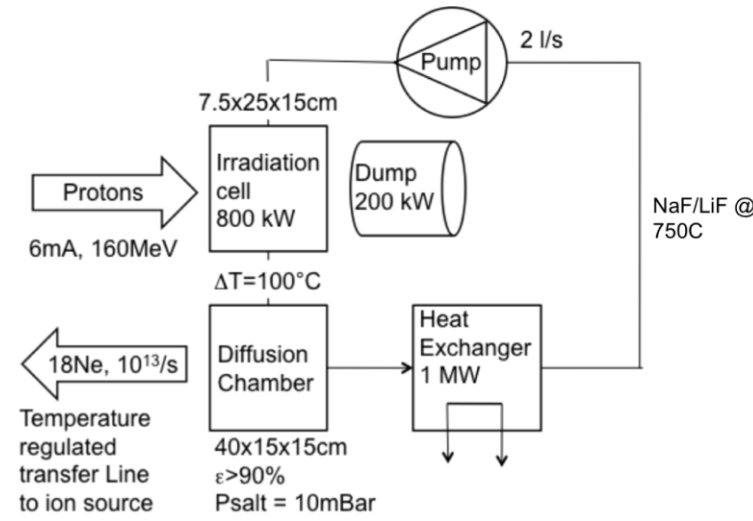 2 l/s
Pump
7.5x25x15cm
Irradiation
cell
800 kW
Dump
200 kW
Protons
6mA, 160MeV
NaF/LiF @
750C
ΔT=100°C
Heat
Exchanger
1 MW
Diffusion
Chamber
18Ne, 10¹³/s
Temperature
regulated
transfer Line
to ion source
40x15x15cm
ε>90%
Psalt = 10mBar